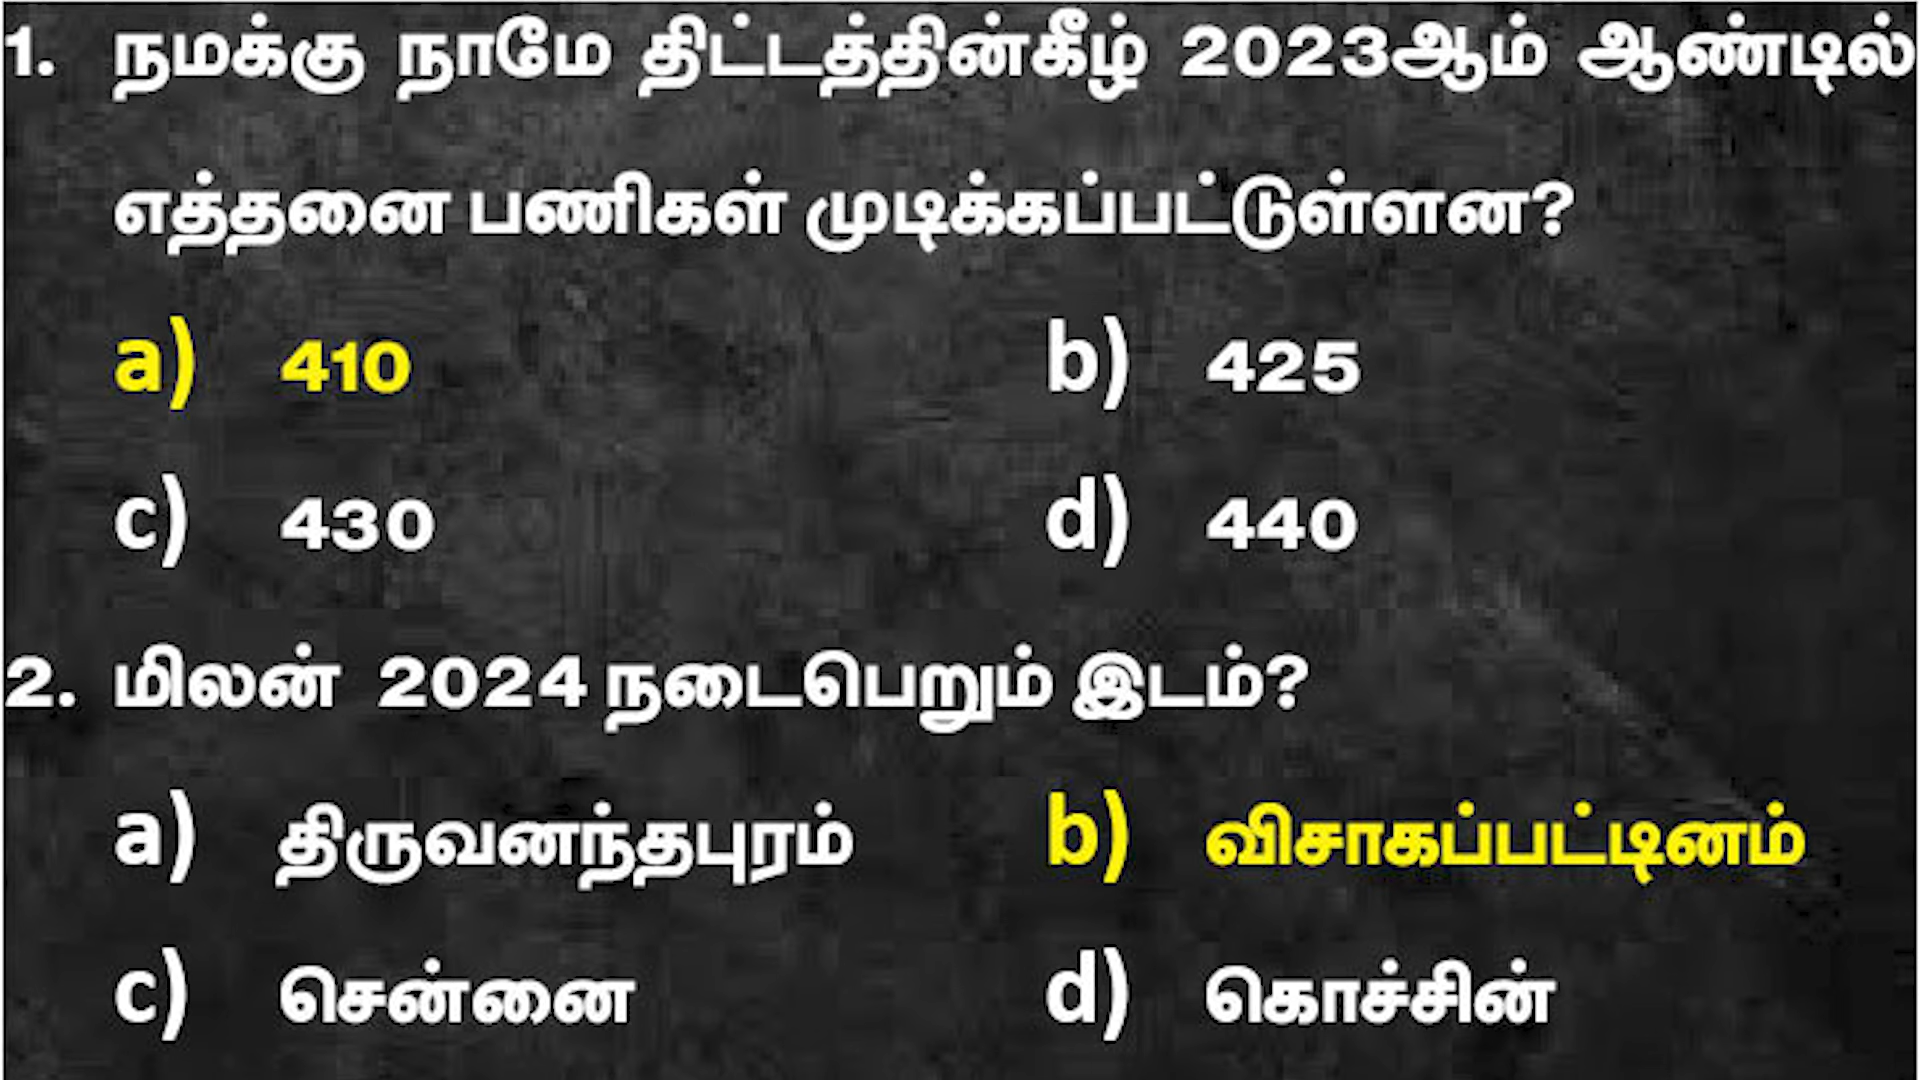 1. நமக்கு நாமே திட்டத்தின்கீழ் 2023ஆம் ஆண்டில்
எத்தனை பணிகள் முடிக்கப்பட்டுள்ளன?
a) 410 b) 425
c) 430 d) 440
2. மிலன் 2024 நடைபெறும் இடம்?
a) திருவனந்தபுரம் b) விசாகப்பட்டினம்
c) சென்னை d) கொச்சின்